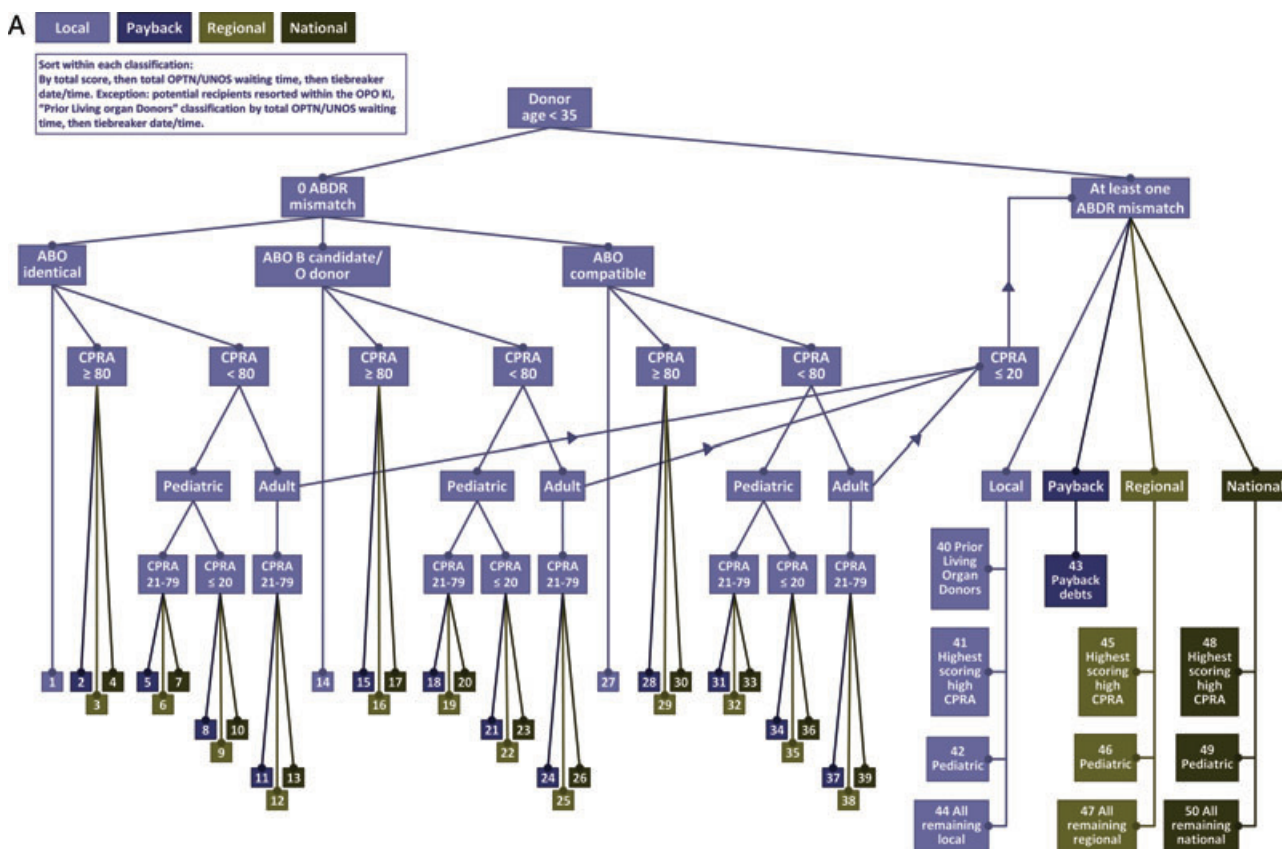 A
Local
Payback
Regional
National
Sort within each classification:
By total score, then total OPTN/UNOS waiting time, then tiebreaker
date/time. Exception: potential recipients resorted within the OPO KI,
"Prior Living organ Donors" classification by total OPTN/UNOS waiting
time, then tiebreaker date/time.
Donor
age < 35
0 ABDR
mismatch
At least one
ABDR mismatch
ABO
identical
ABO B candidate/
O donor
ABO
compatible
CPRA
≥ 80
CPRA
< 80
CPRA
≥ 80
CPRA
< 80
CPRA
≥ 80
CPRA
< 80
CPRA
≤ 20
Pediatric
Adult
Pediatric
Adult
Pediatric
Adult
Local
Payback
Regional
National
CPRA
21-79
CPRA
≤ 20
CPRA
21-79
CPRA
21-79
CPRA
≤ 20
CPRA
21-79
CPRA
21-79
CPRA
≤ 20
CPRA
21-79
1
2
3
4
5
6
7
8
9
10
11
12
13
14
15
16
17
18
19
20
21
22
23
24
25
26
27
28
29
30
31
32
33
34
35
36
37
38
39
40 Prior
Living
Organ
Donors
41
Highest
scoring
high
CPRA
42
Pediatric
44 All
remaining
local
43
Payback
debts
45
Highest
scoring
high
CPRA
46
Pediatric
47 All
remaining
regional
48
Highest
scoring
high
CPRA
49
Pediatric
50 All
remaining
national